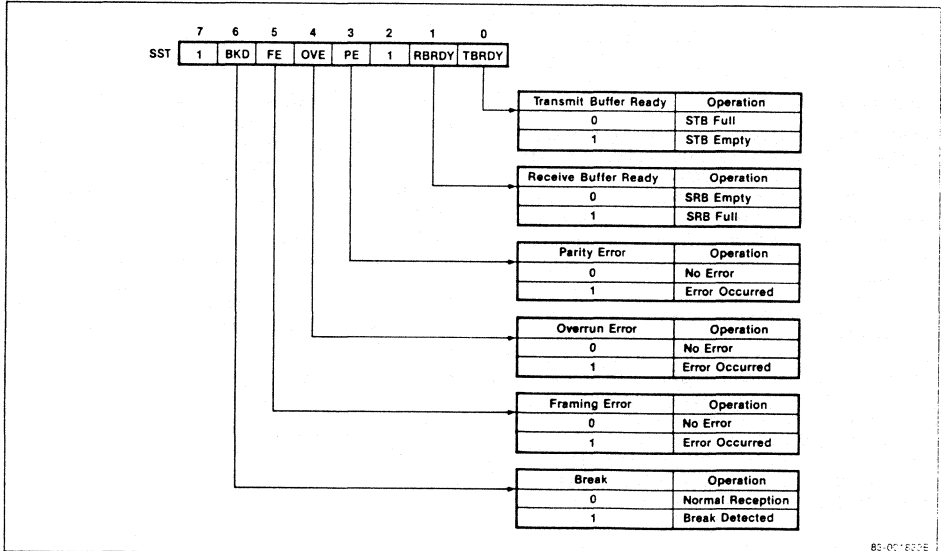 7 6 5 4 3 2 1 0
SST 1 BKD FE OVE PE 1 RBRDY TBRDY
Transmit Buffer Ready Operation
0 STB Full
1 STB Empty
Receive Buffer Ready Operation
0 SRB Empty
1 SRB Full
Parity Error Operation
0 No Error
1 Error Occurred
Overrun Error Operation
0 No Error
1 Error Occurred
Framing Error Operation
0 No Error
1 Error Occurred
Break Operation
0 Normal Reception
1 Break Detected